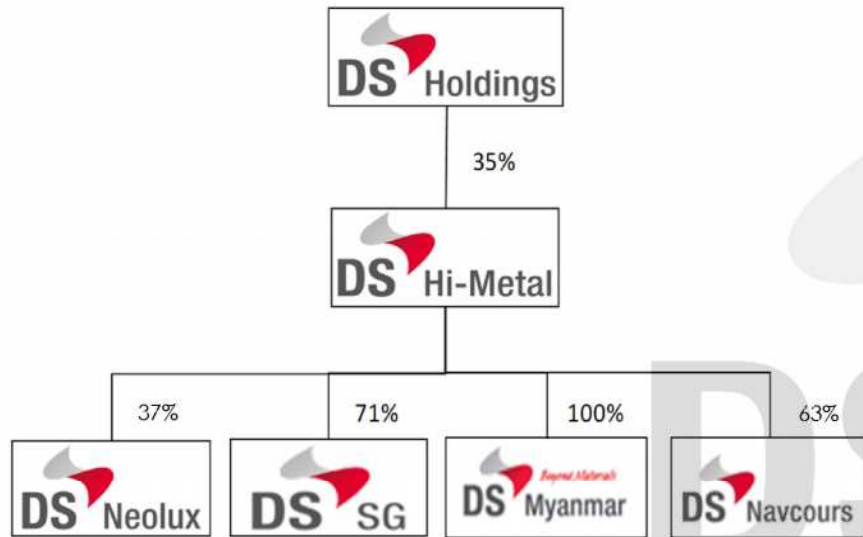 DS Holdings
35%
DS Hi-Metal
37%
71%
100%
63%
DS Neolux
DS SG
Beyond Materials
DS Myanmar
DS Navcours
DS